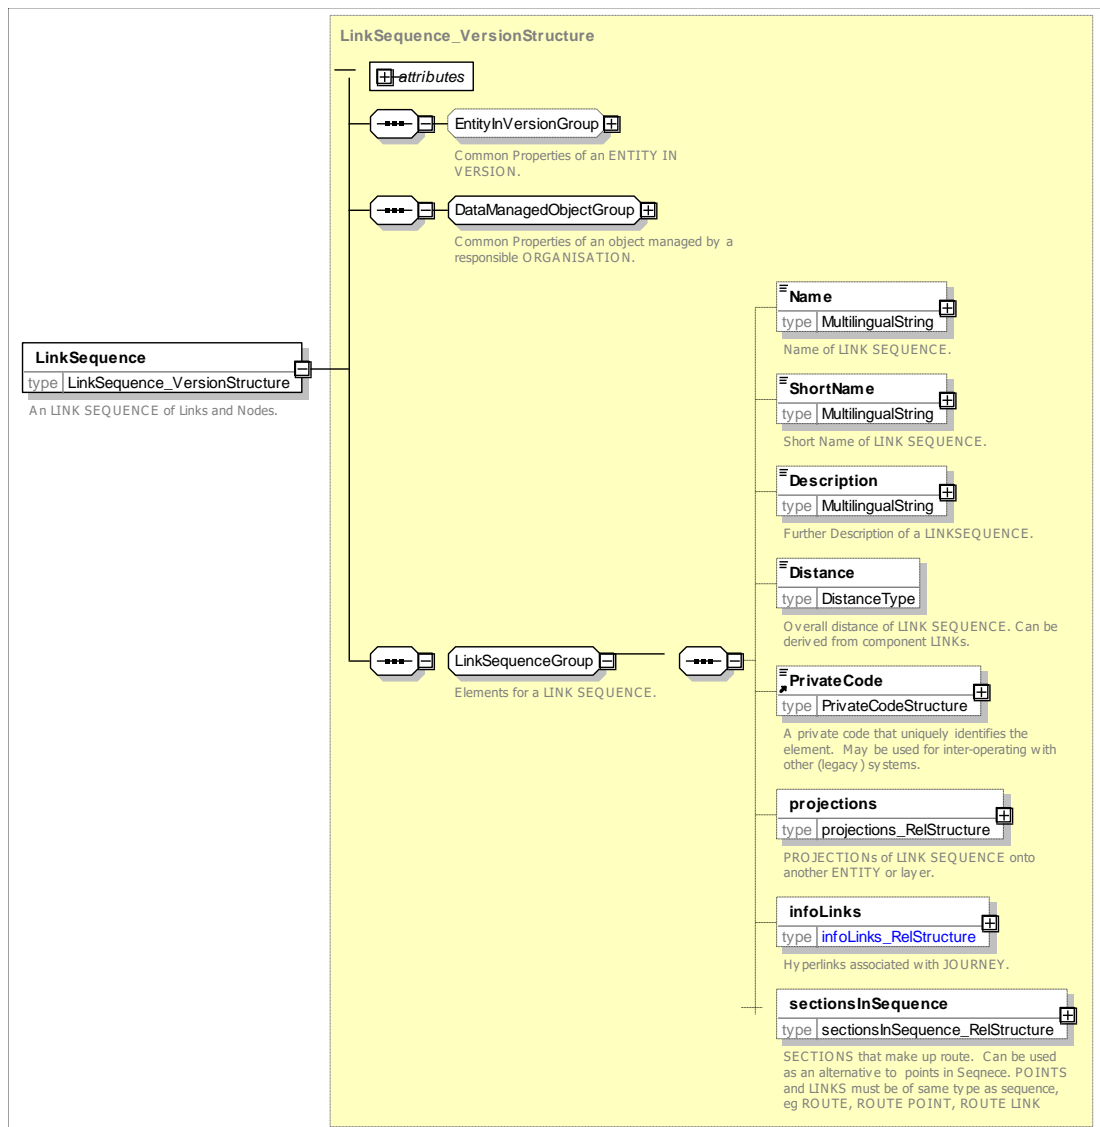 LinkSequence_VersionStructure
attributes
EntityInVersionGroup
Common Properties of an ENTITY IN
VERSION.
DataManagedObjectGroup
Common Properties of an object managed by a
responsible ORGANISATION.
LinkSequence
type LinkSequence_VersionStructure
An LINK SEQUENCE of Links and Nodes.
LinkSequenceGroup
Elements for a LINK SEQUENCE.
Name
type MultilingualString
Name of LINK SEQUENCE.
ShortName
type MultilingualString
Short Name of LINK SEQUENCE.
Description
type MultilingualString
Further Description of a LINKSEQUENCE.
Distance
type DistanceType
Overall distance of LINK SEQUENCE. Can be
derived from component LINKs.
PrivateCode
type PrivateCodeStructure
A private code that uniquely identifies the
element.  May be used for inter-operating with
other (legacy) systems.
projections
type projections_RelStructure
PROJECTIONs of LINK SEQUENCE onto
another ENTITY or layer.
infoLinks
type infoLinks_RelStructure
Hyperlinks associated with JOURNEY.
sectionsInSequence
type sectionsInSequence_RelStructure
SECTIONS that make up route.  Can be used
as an alternative to  points in Seqnece. POINTS
and LINKS must be of same type as sequence,
eg ROUTE, ROUTE POINT, ROUTE LINK